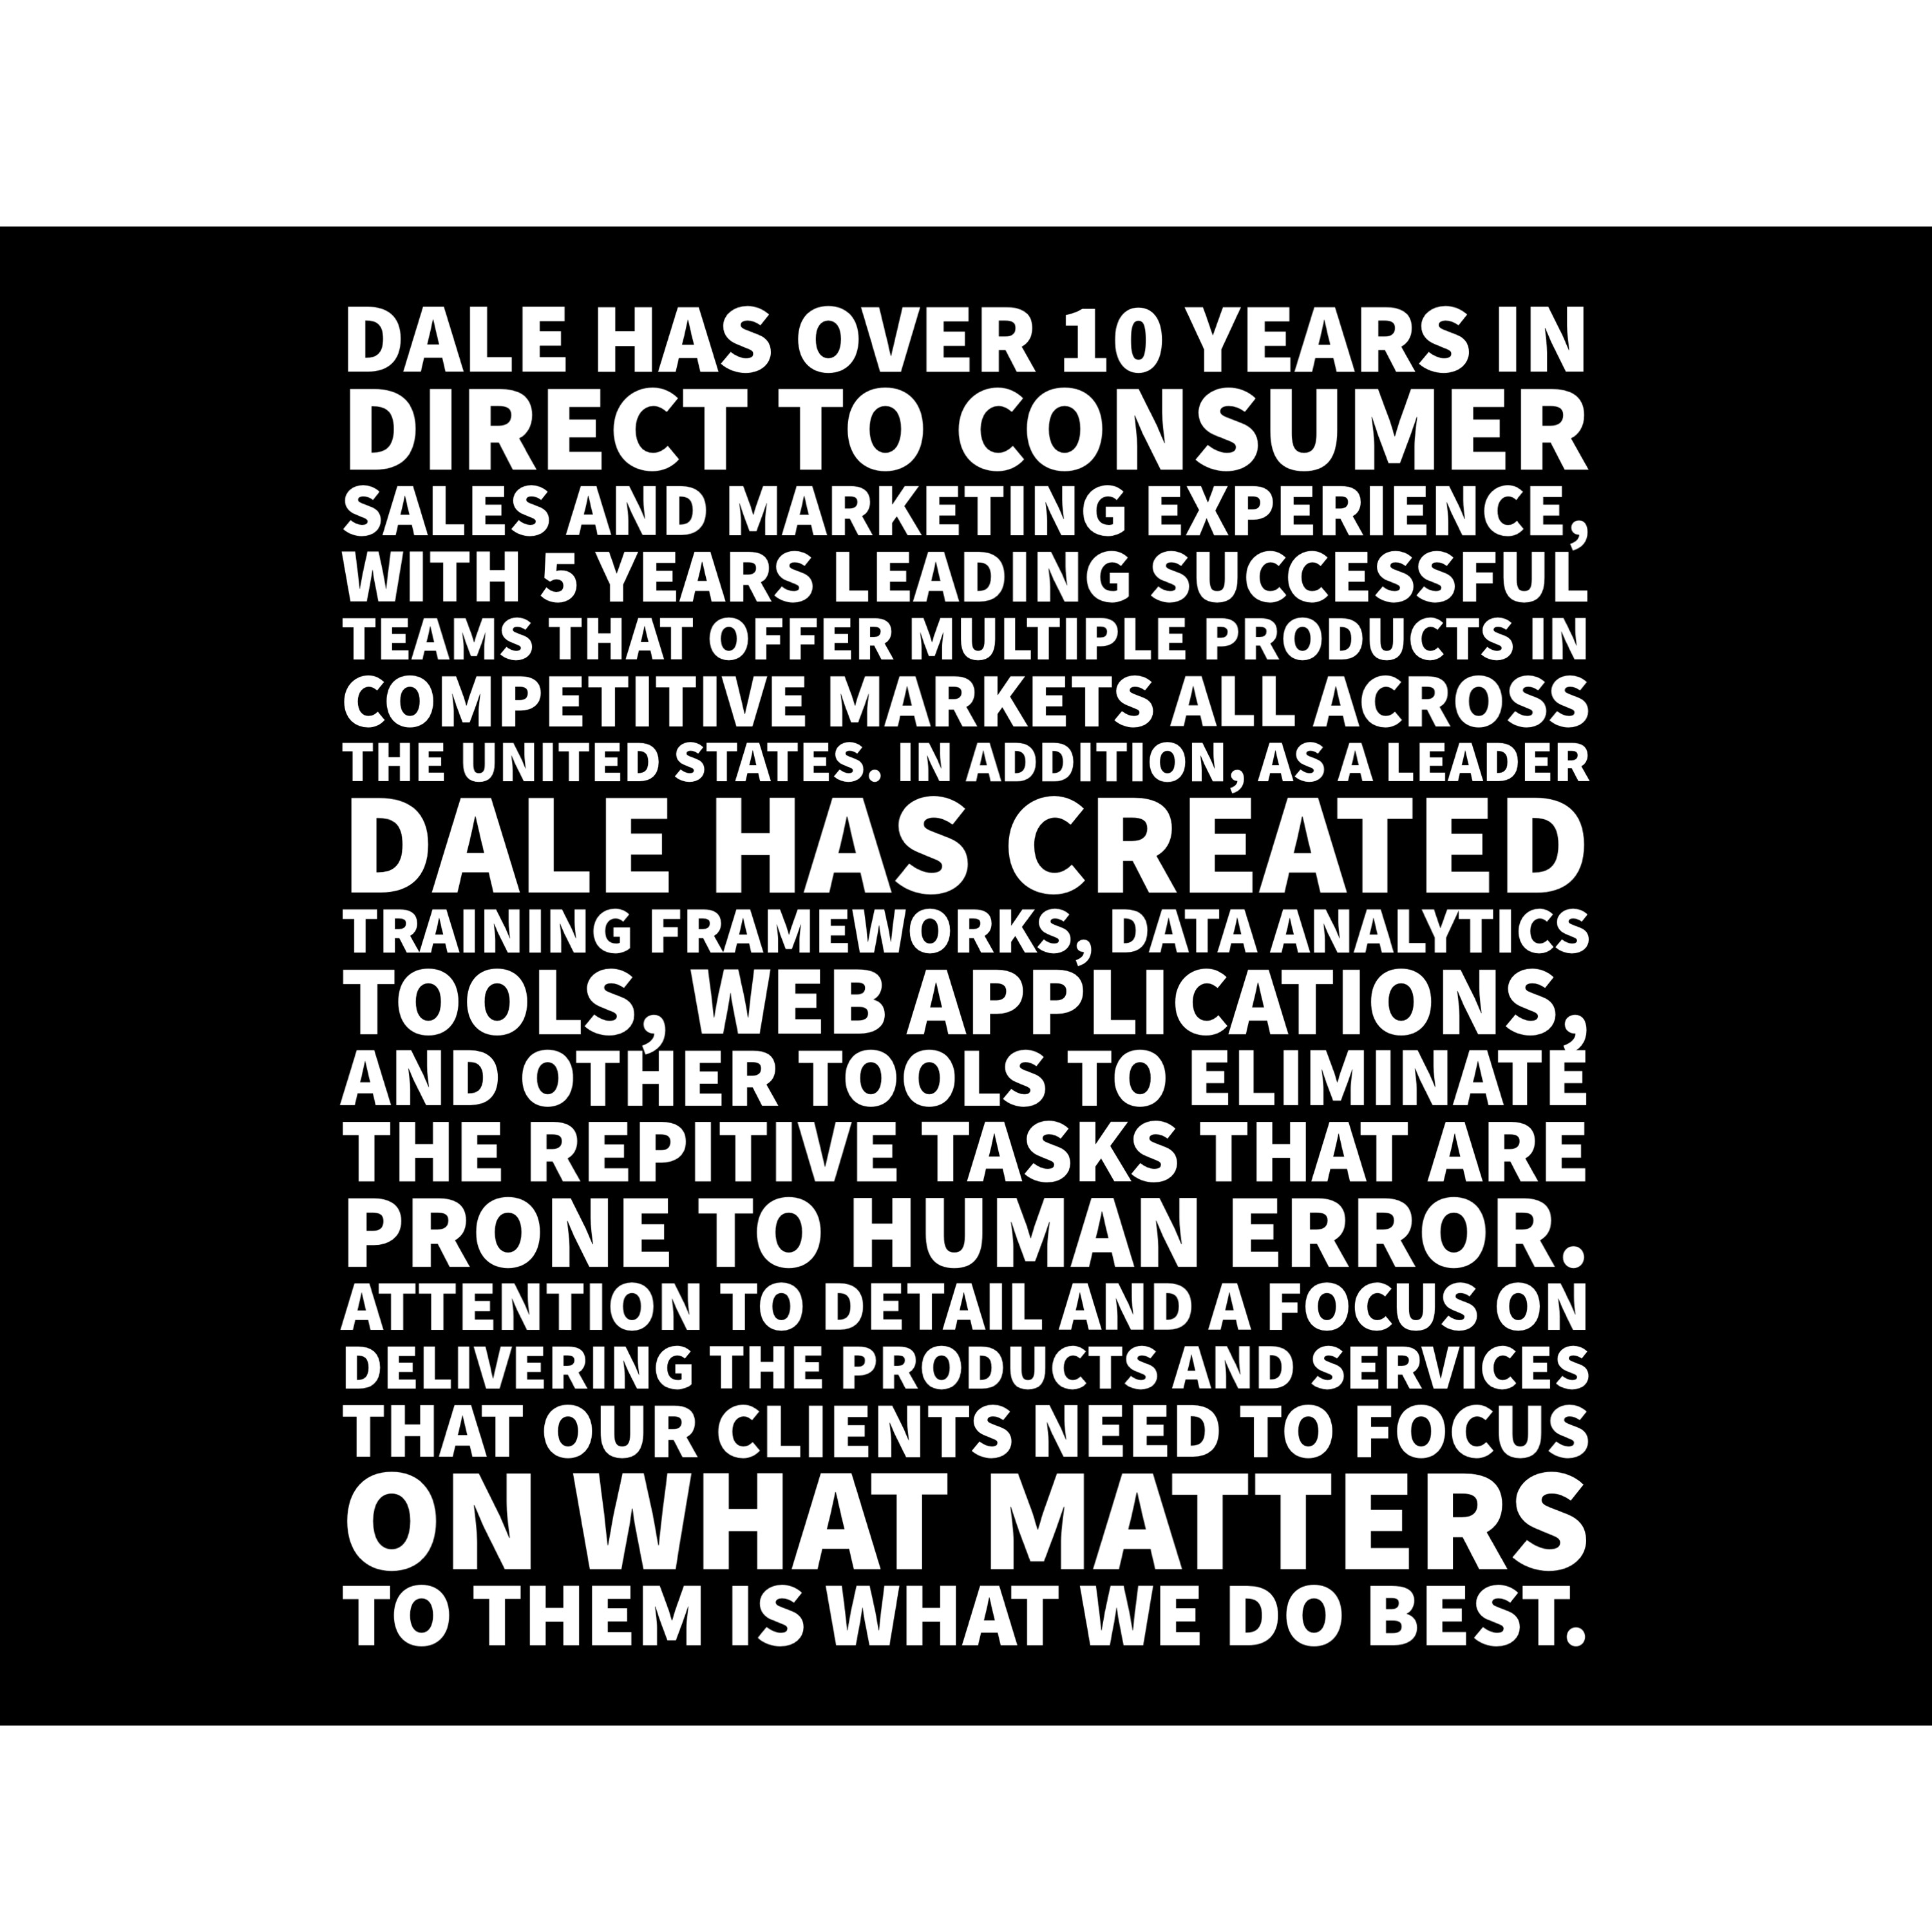 DALE HAS OVER 10 YEARS IN
DIRECT TO CONSUMER
SALES AND MARKETING EXPERIENCE,
WITH 5 YEARS LEADING SUCCESSFUL
TEAMS THAT OFFER MULTIPLE PRODUCTS IN
COMPETITIVE MARKETS ALL ACROSS
THE UNITED STATES. IN ADDITION, AS A LEADER
DALE HAS CREATED
TRAINING FRAMEWORKS, DATA ANALYTICS
TOOLS, WEB APPLICATIONS,
AND OTHER TOOLS TO ELIMINATE
THE REPITIVE TASKS THAT ARE
PRONE TO HUMAN ERROR.
ATTENTION TO DETAIL AND A FOCUS ON
DELIVERING THE PRODUCTS AND SERVICES
THAT OUR CLIENTS NEED TO FOCUS
ON WHAT MATTERS
TO THEM IS WHAT WE DO BEST.